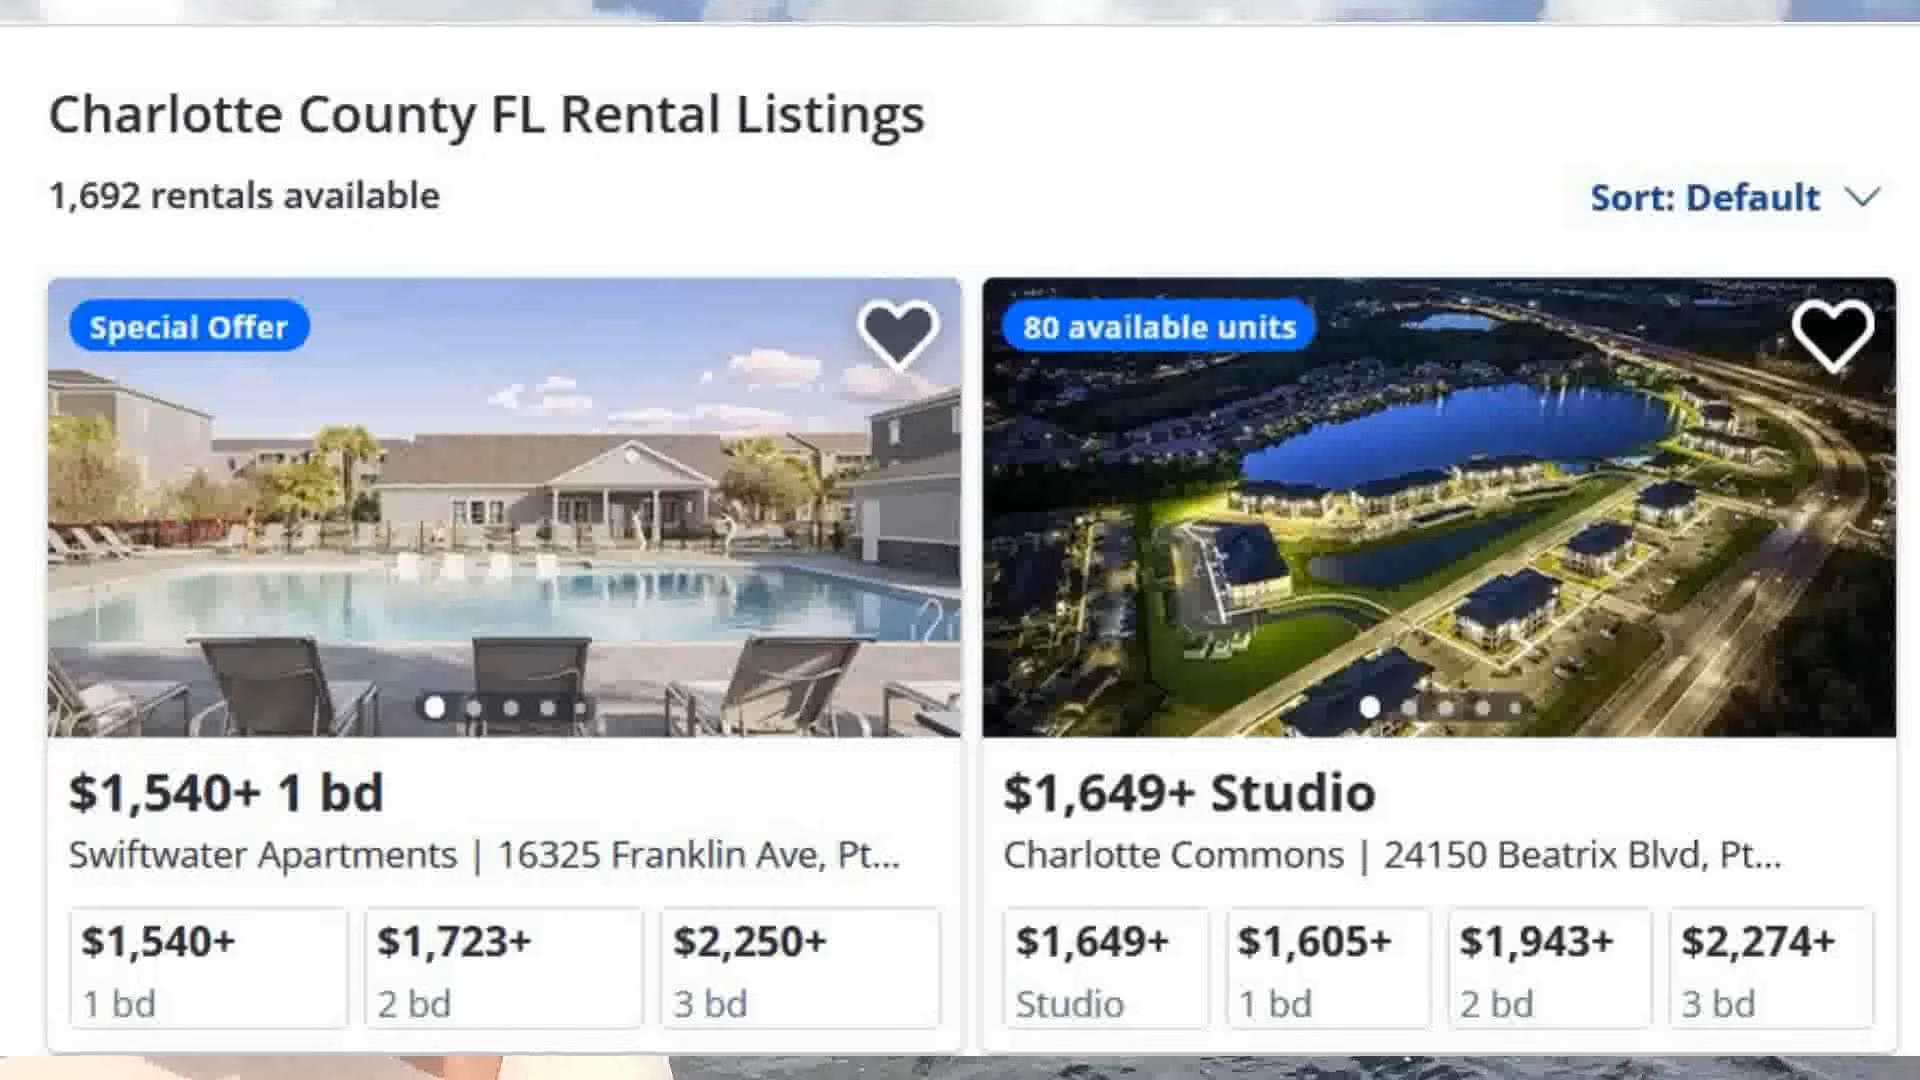 Charlotte County FL Rental Listings
1,692 rentals available
Sort: Default
Special Offer
80 available units
$1,540+ 1 bd
Swiftwater Apartments | 16325 Franklin Ave, Pt...
$1,540+
1 bd
$1,723+
2 bd
$2,250+
3 bd
$1,649+ Studio
Charlotte Commons | 24150 Beatrix Blvd, Pt...
$1,649+
Studio
$1,605+
1 bd
$1,943+
2 bd
$2,274+
3 bd